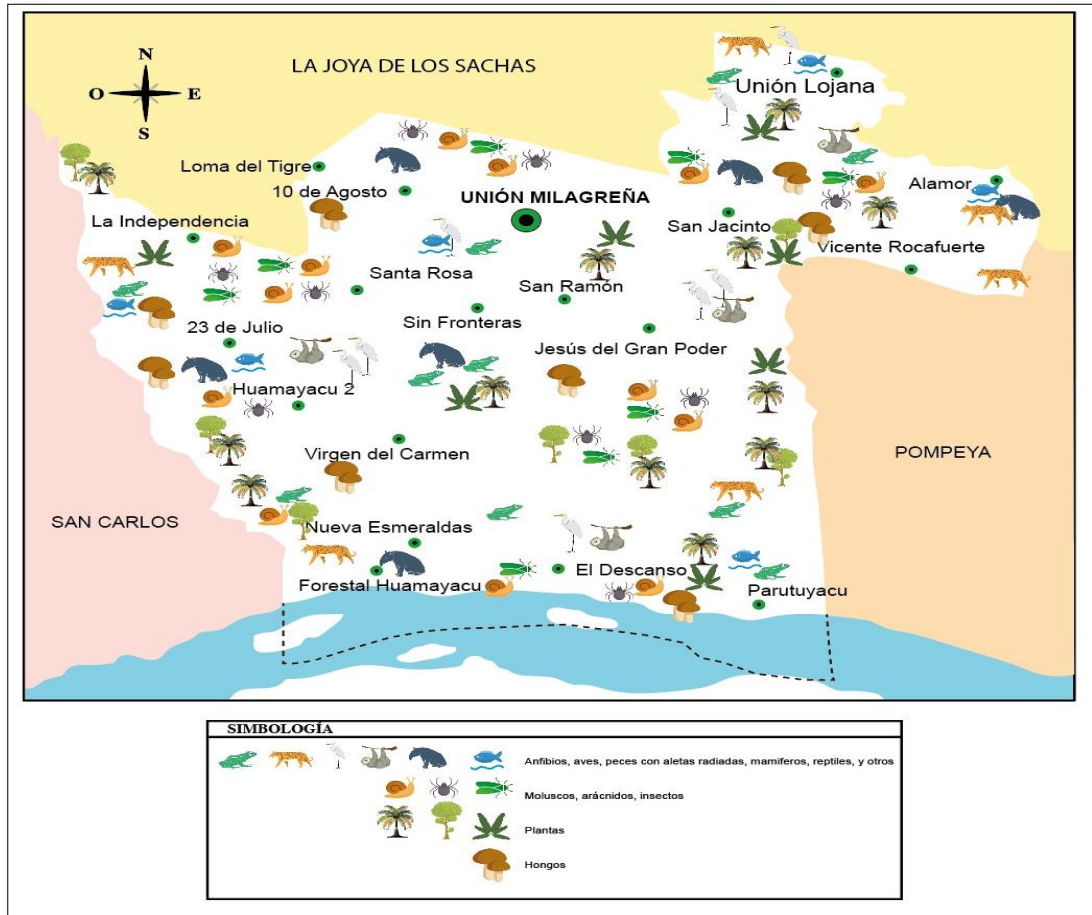 N
O E
S
LA JOYA DE LOS SACHAS
Unión Lojana
Loma del Tigre
10 de Agosto
UNIÓN MILAGREÑA
Alamor
La Independencia
San Jacinto
Vicente Rocafuerte
Santa Rosa
San Ramón
Sin Fronteras
23 de Julio
Jesús del Gran Poder
Huamayacu 2
Virgen del Carmen
POMPEYA
SAN CARLOS
Nueva Esmeraldas
El Descanso
Forestal Huamayacu
Parutuyacu
SIMBOLOGÍA
Anfibios, aves, peces con aletas radiadas, mamiferos, reptiles, y otros
Moluscos, arácnidos, insectos
Plantas
Hongos